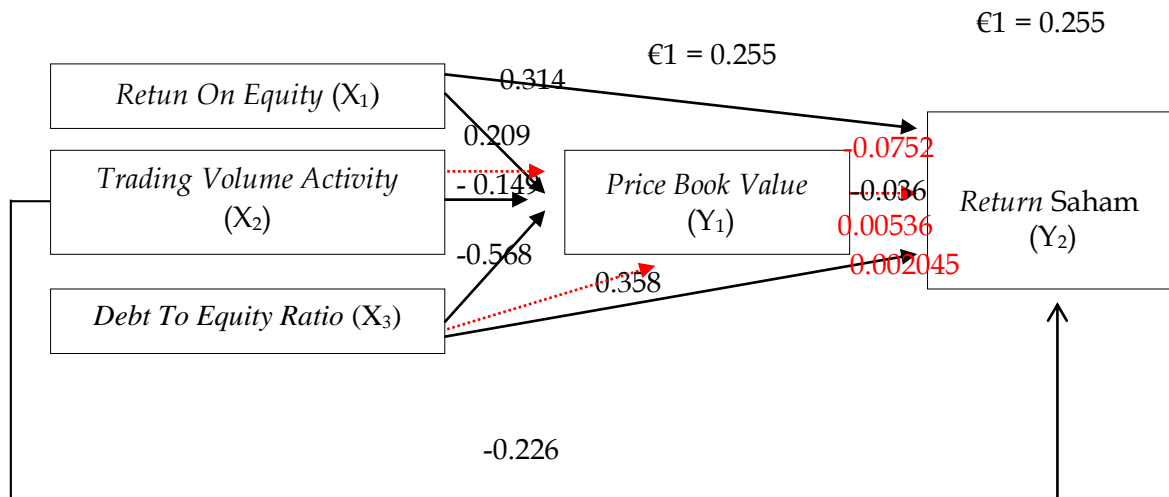 €1 = 0.255
€1 = 0.255
0.314
Retun On Equity (X₁)
0.209
-0.0752
Trading Volume Activity
(X₂)
- 0.149
Price Book Value
(Y₁)
-0.036
Return Saham
(Y₂)
0.00536
-0.568
0.002045
0.358
Debt To Equity Ratio (X₃)
-0.226